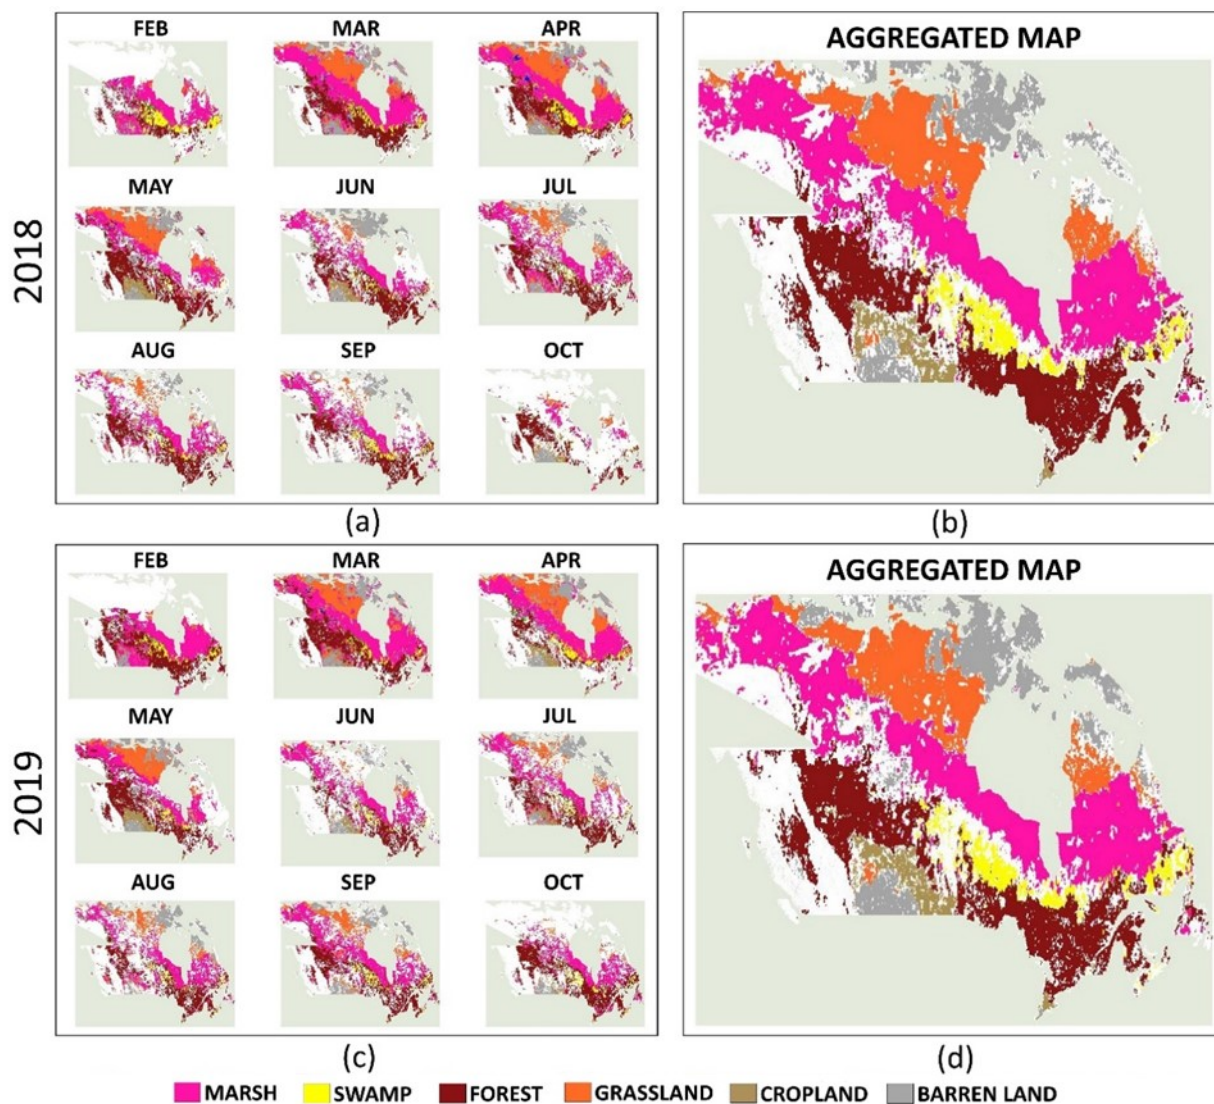 2018
FEB MAR APR
MAY JUN JUL
AUG SEP OCT
(a)
AGGREGATED MAP
(b)
2019
FEB MAR APR
MAY JUN JUL
AUG SEP OCT
(c)
AGGREGATED MAP
(d)
MARSH SWAMP FOREST GRASSLAND CROPLAND BARREN LAND